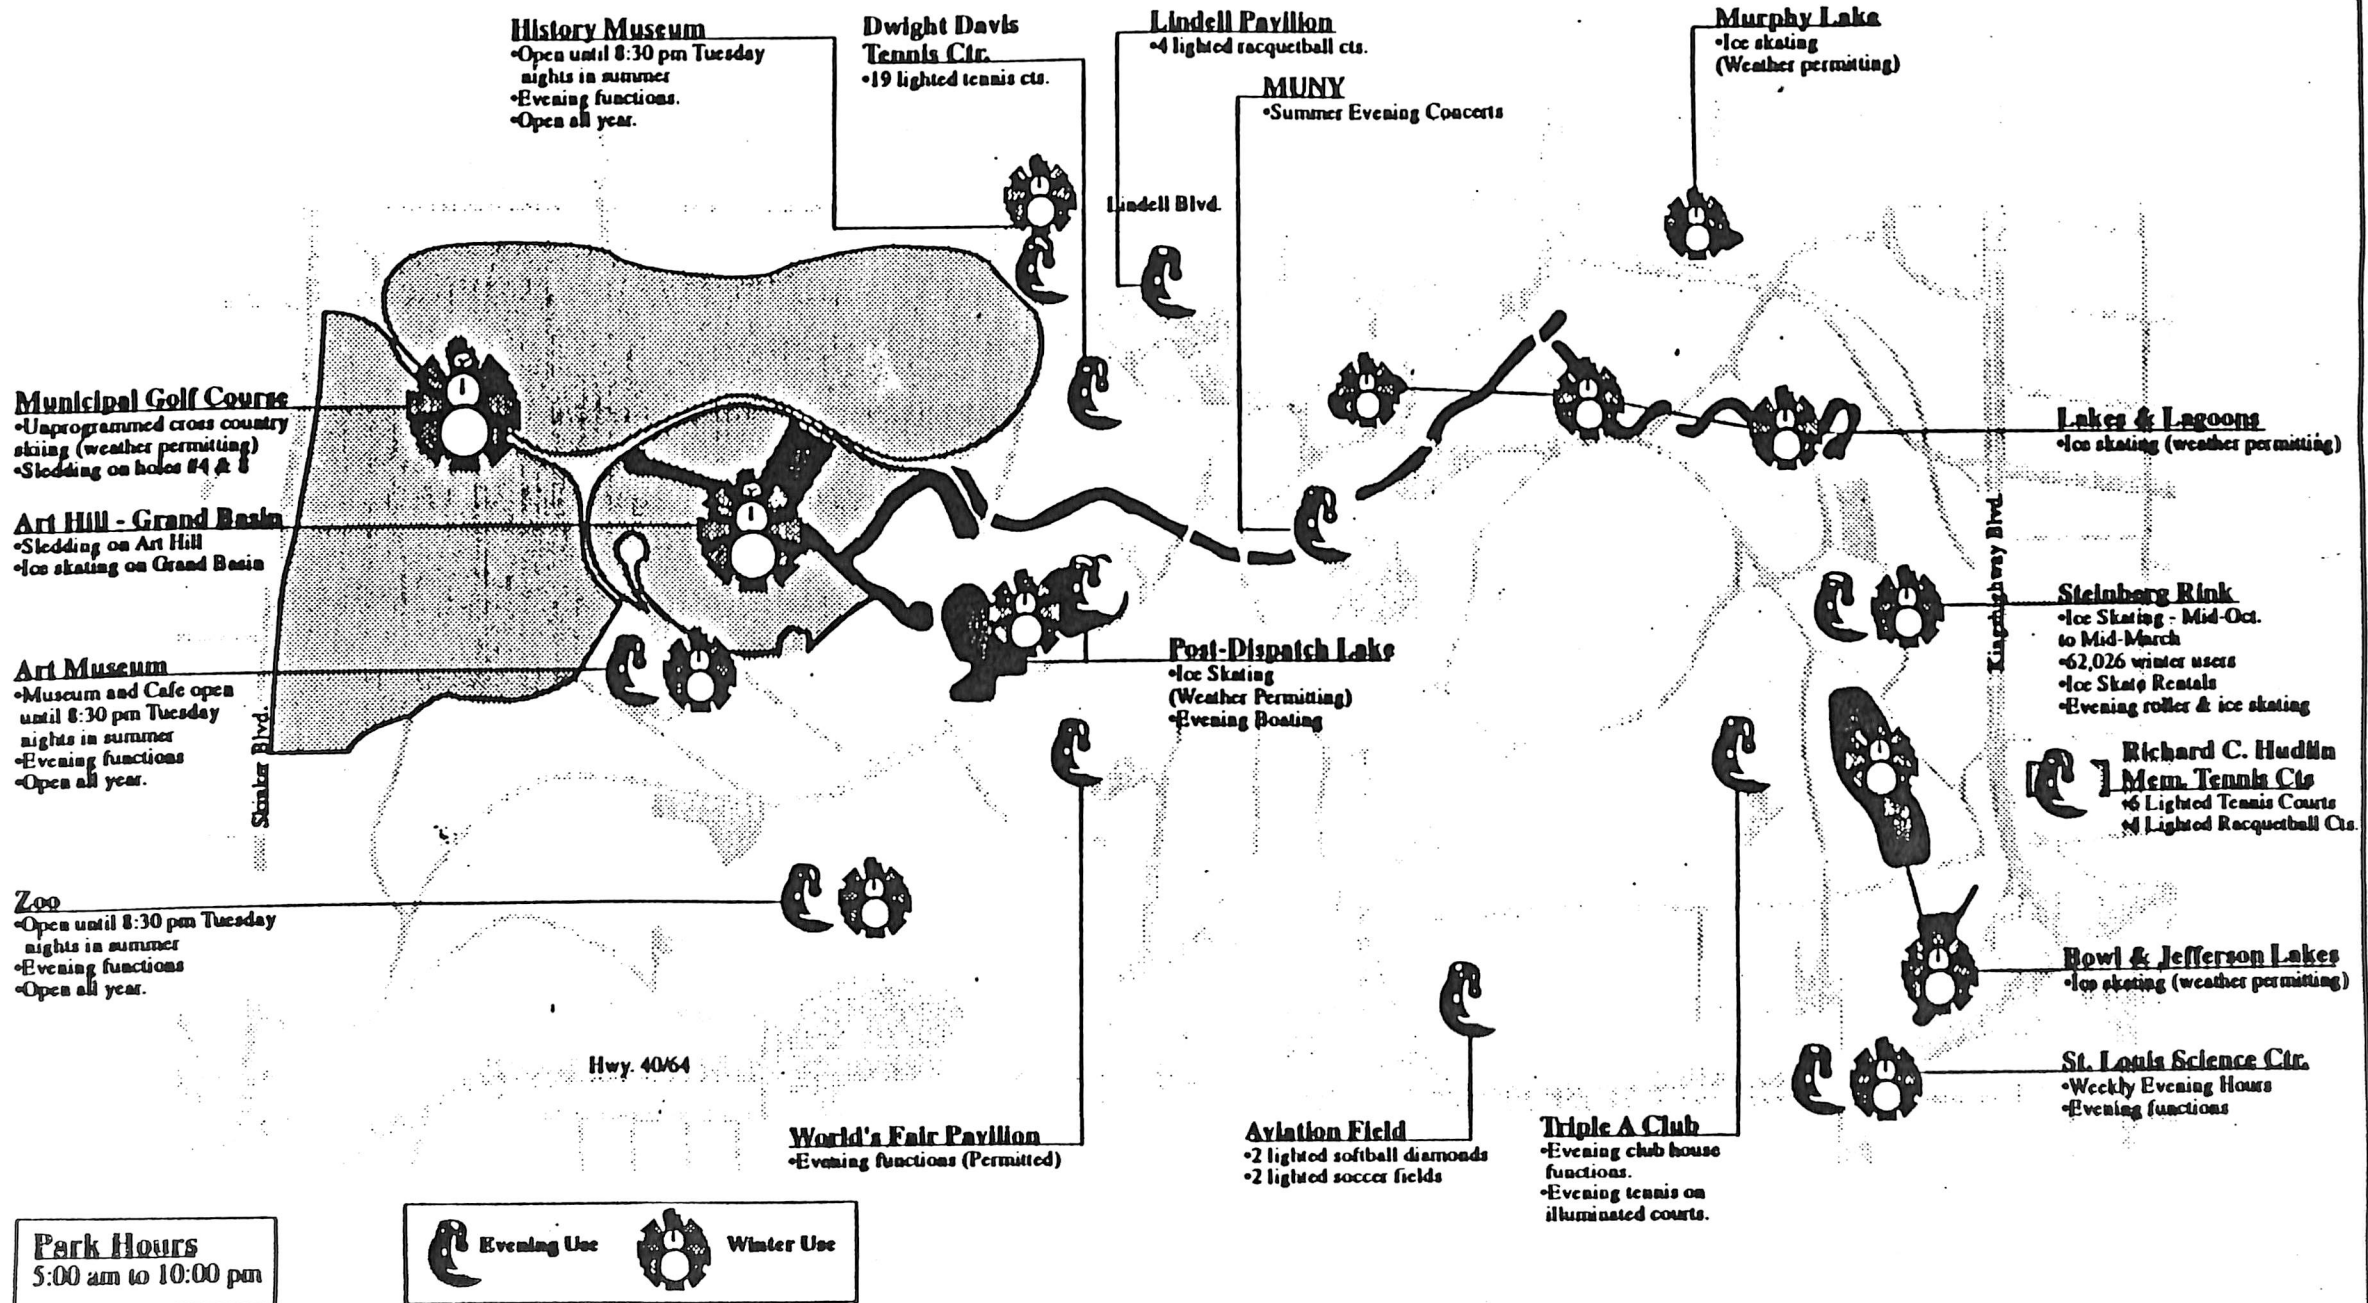 History Museum
•Open until 8:30 pm Tuesday
nights in summer
•Evening functions.
•Open all year.
Dwight Davis
Tennis Ctr.
•19 lighted tennis cts.
Lindell Pavilion
•4 lighted racquetball cts.
MUNY
•Summer Evening Concerts
Murphy Lake
•Ice skating
(Weather permitting)
Lindell Blvd.
Municipal Golf Course
•Unprogrammed cross country
skiing (weather permitting)
•Sledding on holes #4 & 8
Art Hill - Grand Basin
•Sledding on Art Hill
•Ice skating on Grand Basin
Art Museum
•Museum and Cafe open
until 8:30 pm Tuesday
nights in summer
•Evening functions
•Open all year.
Skinker Blvd.
Zoo
•Open until 8:30 pm Tuesday
nights in summer
•Evening functions
•Open all year.
Post-Dispatch Lake
•Ice Skating
(Weather Permitting)
•Evening Boating
Lakes & Lagoons
•Ice skating (weather permitting)
Kingshighway Blvd.
Steinberg Rink
•Ice Skating - Mid-Oct.
to Mid-March
•62,026 winter users
•Ice Skate Rentals
•Evening roller & ice skating
Richard C. Hudlin
Mem. Tennis Cts
•6 Lighted Tennis Courts
•4 Lighted Racquetball Cts.
Bowl & Jefferson Lakes
•Ice skating (weather permitting)
St. Louis Science Ctr.
•Weekly Evening Hours
•Evening functions
Hwy. 40/64
World's Fair Pavilion
•Evening functions (Permitted)
Aviation Field
•2 lighted softball diamonds
•2 lighted soccer fields
Triple A Club
•Evening club house
functions.
•Evening tennis on
illuminated courts.
Park Hours
5:00 am to 10:00 pm
Evening Use
Winter Use